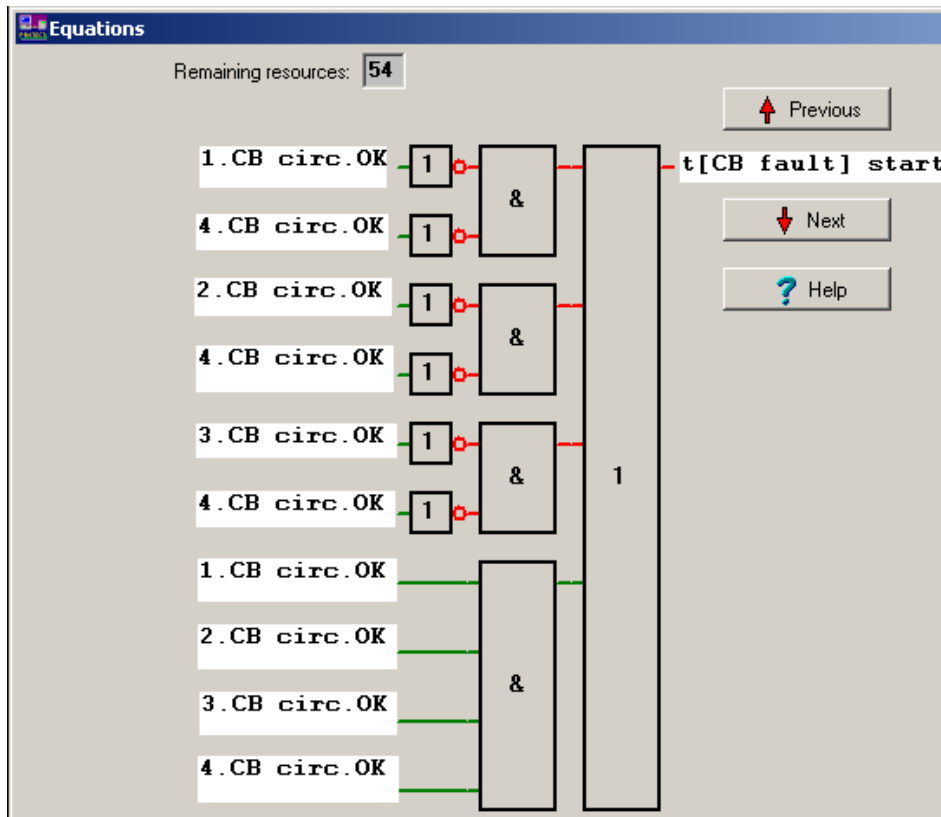 Equations
Remaining resources: 54
Previous
1.CB circ.OK 1 & t[CB fault] start
4.CB circ.OK 1
Next
2.CB circ.OK 1 &
Help
4.CB circ.OK 1
3.CB circ.OK 1 & 1
4.CB circ.OK 1
1.CB circ.OK
2.CB circ.OK
&
3.CB circ.OK
4.CB circ.OK